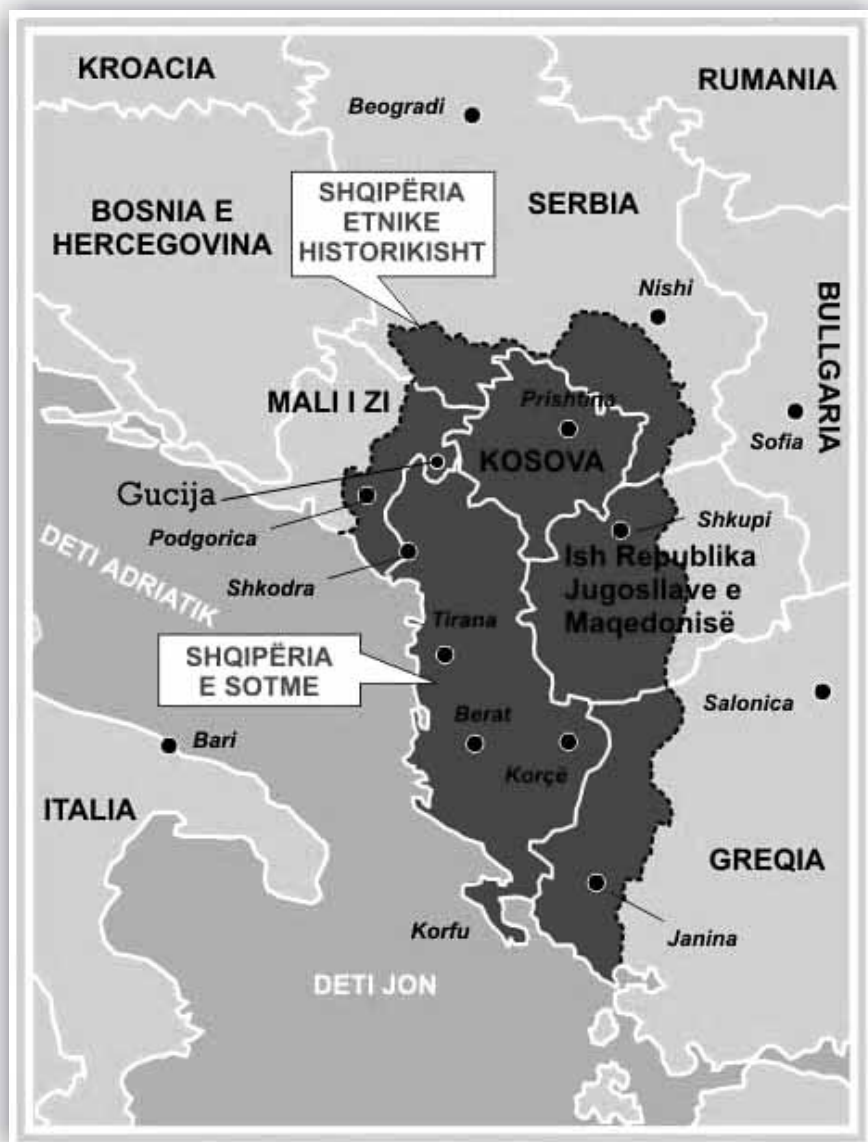 KROACIA
RUMANIA
Beogradi
SHQIPËRIA
ETNIKE
HISTORIKISHT
BOSNIA E
HERCEGOVINA
SERBIA
Nishi
BULLGARIA
MALI I ZI
Prishtina
Sofia
KOSOVA
Gucija
Podgorica
Shkupi
DETI ADRIATIK
Shkodra
Ish Republika
Jugosllave e
Maqedonisë
Tirana
SHQIPËRIA
E SOTME
Salonica
Berat
Bari
Korçë
ITALIA
GREQIA
Korfu
Janina
DETI JON